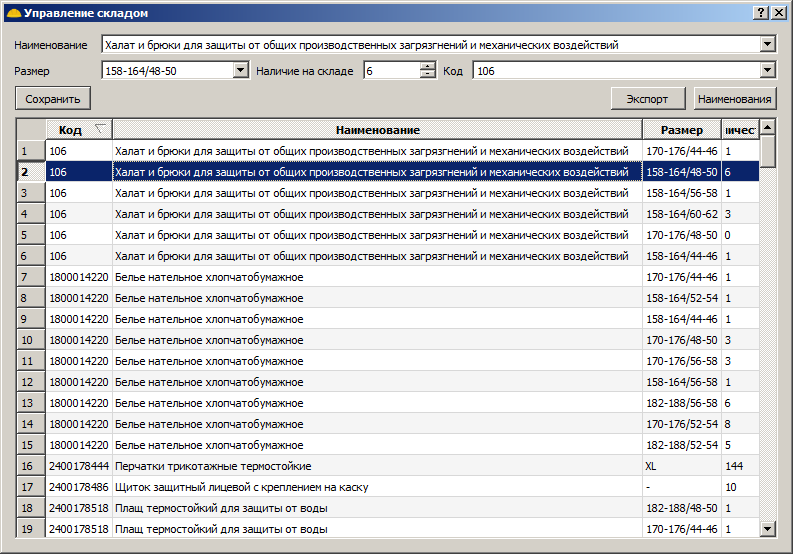 Управление складом
Наименование Халат и брюки для защиты от общих производственных загрязгнений и механических воздействий
Размер 158-164/48-50 Наличие на складе 6 Код 106
Сохранить Экспорт Наименования
Код Наименование Размер ичест
1 106 Халат и брюки для защиты от общих производственных загрязгнений и механических воздействий 170-176/44-46 1
2 106 Халат и брюки для защиты от общих производственных загрязгнений и механических воздействий 158-164/48-50 6
3 106 Халат и брюки для защиты от общих производственных загрязгнений и механических воздействий 158-164/56-58 1
4 106 Халат и брюки для защиты от общих производственных загрязгнений и механических воздействий 158-164/60-62 3
5 106 Халат и брюки для защиты от общих производственных загрязгнений и механических воздействий 170-176/48-50 0
6 106 Халат и брюки для защиты от общих производственных загрязгнений и механических воздействий 158-164/44-46 1
7 1800014220 Белье нательное хлопчатобумажное 170-176/44-46 1
8 1800014220 Белье нательное хлопчатобумажное 158-164/52-54 1
9 1800014220 Белье нательное хлопчатобумажное 158-164/44-46 1
10 1800014220 Белье нательное хлопчатобумажное 170-176/48-50 3
11 1800014220 Белье нательное хлопчатобумажное 170-176/56-58 3
12 1800014220 Белье нательное хлопчатобумажное 158-164/56-58 1
13 1800014220 Белье нательное хлопчатобумажное 182-188/56-58 6
14 1800014220 Белье нательное хлопчатобумажное 170-176/52-54 8
15 1800014220 Белье нательное хлопчатобумажное 182-188/52-54 5
16 2400178444 Перчатки трикотажные термостойкие XL 144
17 2400178486 Щиток защитный лицевой с креплением на каску - 10
18 2400178518 Плащ термостойкий для защиты от воды 182-188/48-50 1
19 2400178518 Плащ термостойкий для защиты от воды 170-176/44-46 1